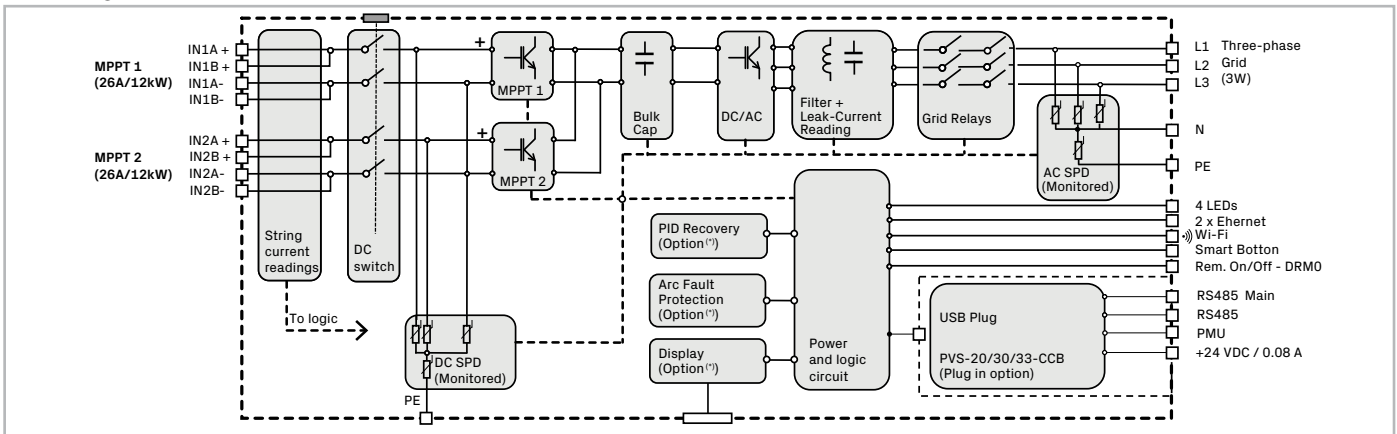 IN1A +
IN1B +
IN1A-
IN1B-
MPPT 1
(26A/12kW)
IN2A +
IN2B +
IN2A-
IN2B-
MPPT 2
(26A/12kW)
String
current
readings
DC
switch
To logic
+
MPPT 1
+
MPPT 2
DC SPD
(Monitored)
PE
Bulk
Cap
DC/AC
Filter +
Leak-Current
Reading
Grid Relays
AC SPD
(Monitored)
L1 Three-phase
L2 Grid
L3 (3W)
N
PE
PID Recovery
(Option(*))
Arc Fault
Protection
(Option(*))
Display
(Option(*))
Power
and logic
circuit
4 LEDs
2 x Ehernet
Wi-Fi
Smart Botton
Rem. On/Off - DRM0
USB Plug
PVS-20/30/33-CCB
(Plug in option)
RS485 Main
RS485
PMU
+24 VDC / 0.08 A